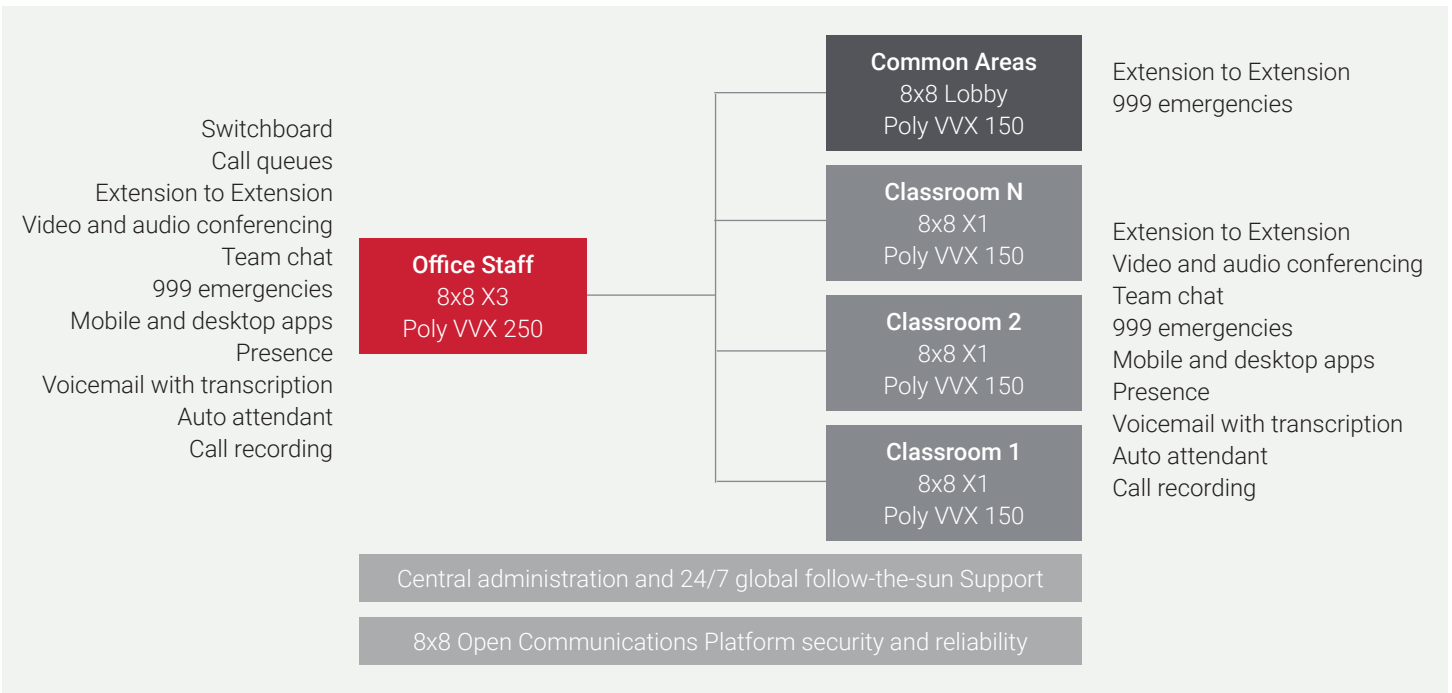 Switchboard
Call queues
Extension to Extension
Video and audio conferencing
Team chat
999 emergencies
Mobile and desktop apps
Presence
Voicemail with transcription
Auto attendant
Call recording
Office Staff
8x8 X3
Poly VVX 250
Common Areas
8x8 Lobby
Poly VVX 150
Extension to Extension
999 emergencies
Classroom N
8x8 X1
Poly VVX 150
Classroom 2
8x8 X1
Poly VVX 150
Classroom 1
8x8 X1
Poly VVX 150
Extension to Extension
Video and audio conferencing
Team chat
999 emergencies
Mobile and desktop apps
Presence
Voicemail with transcription
Auto attendant
Call recording
Central administration and 24/7 global follow-the-sun Support
8x8 Open Communications Platform security and reliability